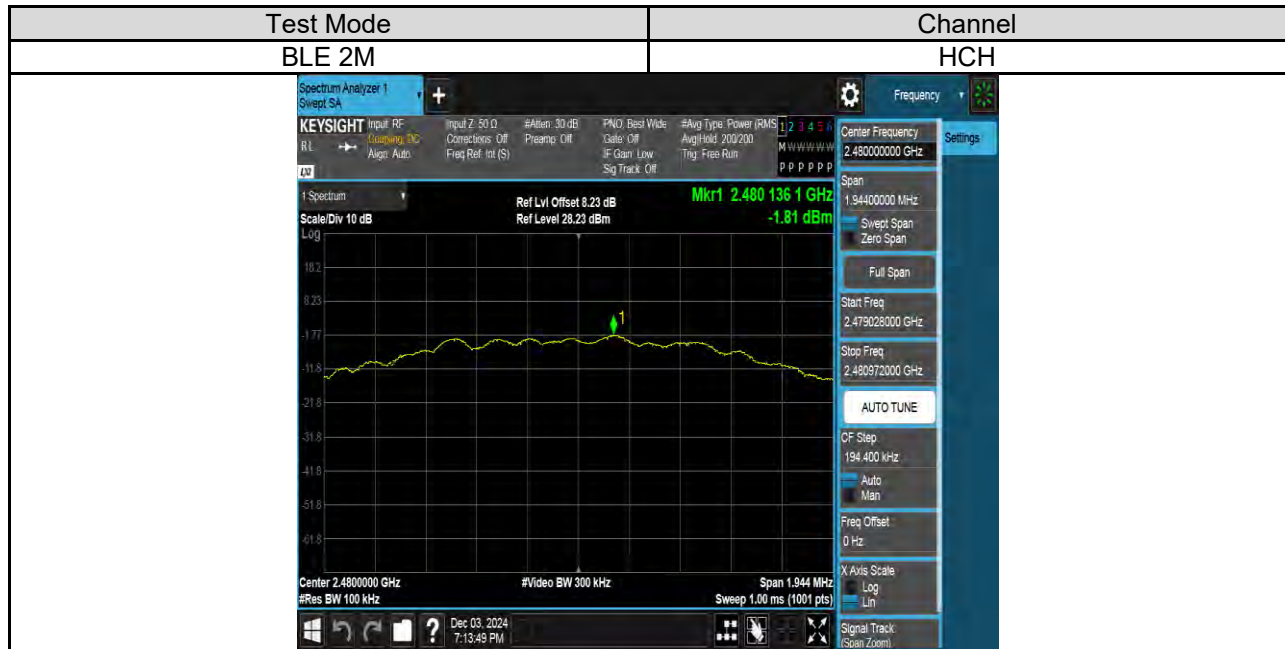 Test Mode Channel
BLE 2M HCH
Spectrum Analyzer 1
Swept SA
+
Frequency
KEYSIGHT Input: RF Input Z: 50 Ω #Atten: 30 dB PNO: Best Wide #Avg Type: Power (RMS 1 2 3 4 5 6
RL Coupling: DC Corrections: Off Preamp: Off Gate: Off Avg|Hold: 200/200 M W W W W W
Align: Auto Freq Ref: Int (S) IF Gain: Low Trig: Free Run
Sig Track: Off P P P P P P
1 Spectrum
Scale/Div 10 dB
Log
Ref Lvl Offset 8.23 dB
Ref Level 28.23 dBm
Mkr1 2.480 136 1 GHz
-1.81 dBm
18.2
8.23
-1.77
-11.8
-21.8
-31.8
-41.8
-51.8
-61.8
1
Center 2.4800000 GHz #Video BW 300 kHz Span 1.944 MHz
#Res BW 100 kHz Sweep 1.00 ms (1001 pts)
?
Dec 03, 2024
7:13:49 PM
Center Frequency
2.480000000 GHz
Settings
Span
1.94400000 MHz
Swept Span
Zero Span
Full Span
Start Freq
2.479028000 GHz
Stop Freq
2.480972000 GHz
AUTO TUNE
CF Step
194.400 kHz
Auto
Man
Freq Offset
0 Hz
X Axis Scale
Log
Lin
Signal Track
(Span Zoom)